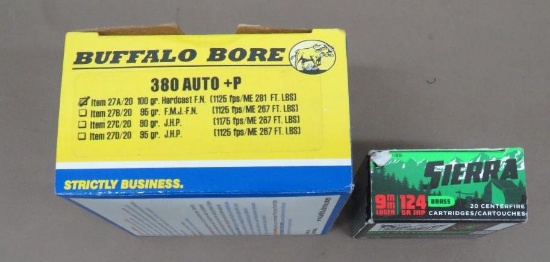 BUFFALO BORE
380 AUTO +P
Item 27A/20 100 gr. Hardcast F.N. (1125 fps/ME 281 FT. LBS)
Item 27B/20 95 gr. F.M.J.-F.N. (1125 fps/ME 267 FT. LBS)
Item 27C/20 90 gr. J.H.P. (1175 fps/ME 267 FT. LBS)
Item 27D/20 95 gr. J.H.P. (1125 fps/ME 267 FT. LBS)
STRICTLY BUSINESS.
SIERRA
9mm LUGER 124 GR JHP BRASS
20 CENTERFIRE
CARTRIDGES/CARTOUCHES